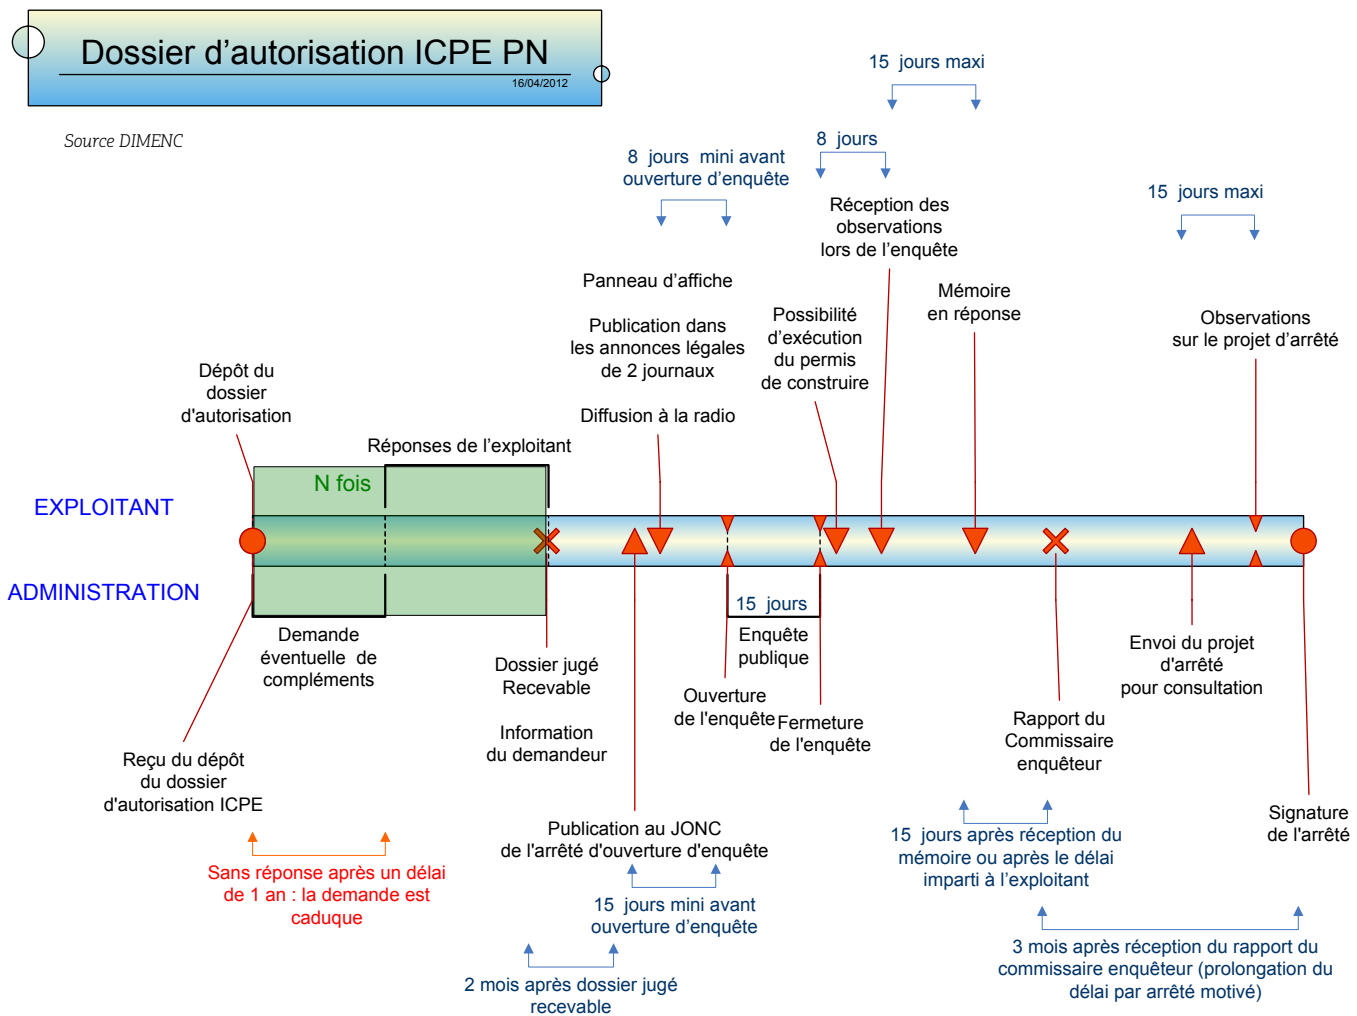 Dossier d'autorisation ICPE PN
16/04/2012
Source DIMENC
15 jours maxi
8 jours
8 jours mini avant
ouverture d'enquête
15 jours maxi
Réception des
observations
lors de l'enquête
Panneau d'affiche
Publication dans
les annonces légales
de 2 journaux
Diffusion à la radio
Possibilité
d'exécution
du permis
de construire
Mémoire
en réponse
Observations
sur le projet d'arrêté
Dépôt du
dossier
d'autorisation
Réponses de l'exploitant
N fois
EXPLOITANT
ADMINISTRATION
15 jours
Enquête
publique
Demande
éventuelle de
compléments
Dossier jugé
Recevable
Information
du demandeur
Ouverture
de l'enquête
Fermeture
de l'enquête
Rapport du
Commissaire
enquêteur
Envoi du projet
d'arrêté
pour consultation
Reçu du dépôt
du dossier
d'autorisation ICPE
Signature
de l'arrêté
Publication au JONC
de l'arrêté d'ouverture d'enquête
Sans réponse après un délai
de 1 an : la demande est
caduque
15 jours mini avant
ouverture d'enquête
2 mois après dossier jugé
recevable
15 jours après réception du
mémoire ou après le délai
imparti à l'exploitant
3 mois après réception du rapport du
commissaire enquêteur (prolongation du
délai par arrêté motivé)